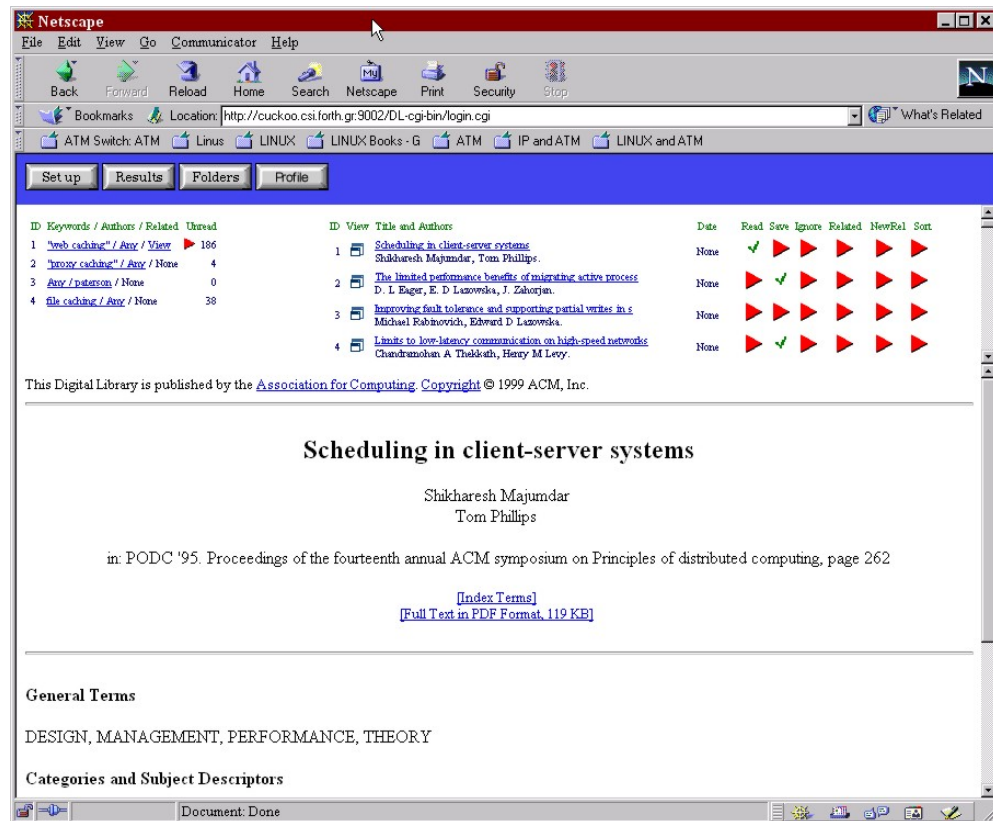 Netscape
File Edit View Go Communicator Help
Back Forward Reload Home Search Netscape Print Security Stop
My
N
Bookmarks Location: http://cuckoo.csi.forth.gr:9002/DL-cgi-bin/login.cgi What's Related
ATM Switch: ATM Linus LINUX LINUX Books - G ATM IP and ATM LINUX and ATM
Set up Results Folders Profile
ID Keywords / Authors / Related Unread
1 "web caching" / Any / View 186
2 "proxy caching" / Any / None 4
3 Any / paterson / None 0
4 file caching / Any / None 38
ID View Title and Authors Date Read Save Ignore Related NewRel Sort
1 Scheduling in client-server systems None
Shikharesh Majumdar, Tom Phillips.
2 The limited performance benefits of migrating active process None
D. L Eager, E. D Lazowska, J. Zahorjan.
3 Improving fault tolerance and supporting partial writes in s None
Michael Rabinovich, Edward D Lazowska.
4 Limits to low-latency communication on high-speed networks None
Chandramohan A Thekkath, Henry M Levy.
This Digital Library is published by the Association for Computing. Copyright © 1999 ACM, Inc.
Scheduling in client-server systems
Shikharesh Majumdar
Tom Phillips
in: PODC '95. Proceedings of the fourteenth annual ACM symposium on Principles of distributed computing, page 262
[Index Terms]
[Full Text in PDF Format, 119 KB]
General Terms
DESIGN, MANAGEMENT, PERFORMANCE, THEORY
Categories and Subject Descriptors
Document: Done